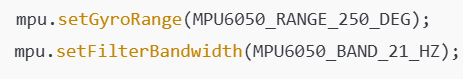 mpu.setGyroRange(MPU6050_RANGE_250_DEG);
mpu.setFilterBandwidth(MPU6050_BAND_21_HZ);